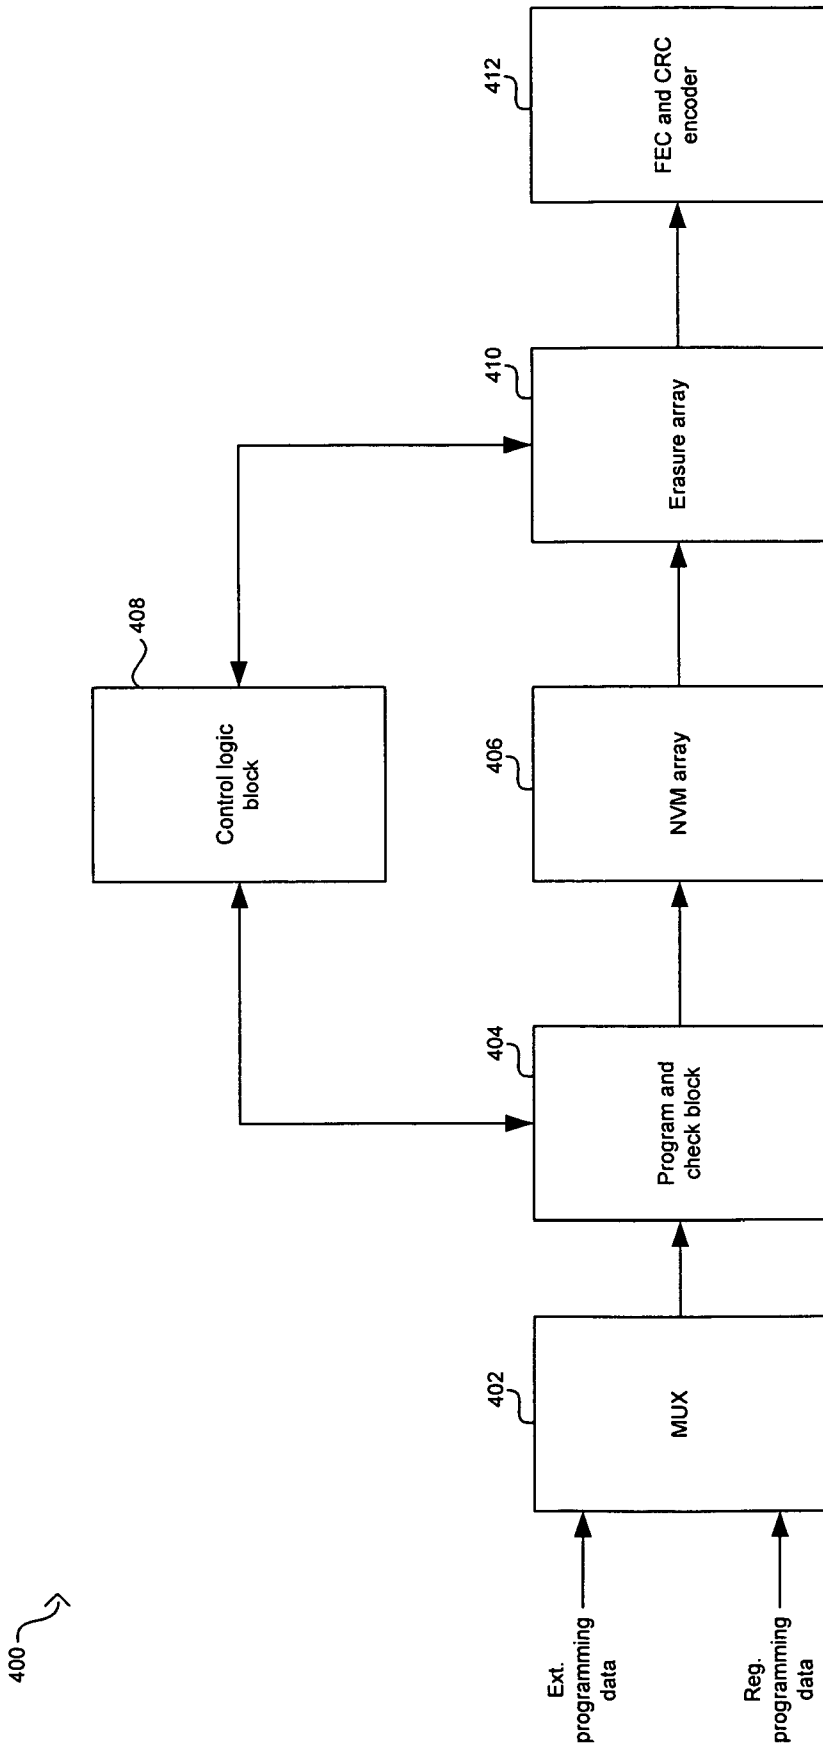 400
Ext.
programming
data
Reg.
programming
data
402
MUX
404
Program and
check block
406
NVM array
408
Control logic
block
410
Erasure array
412
FEC and CRC
encoder